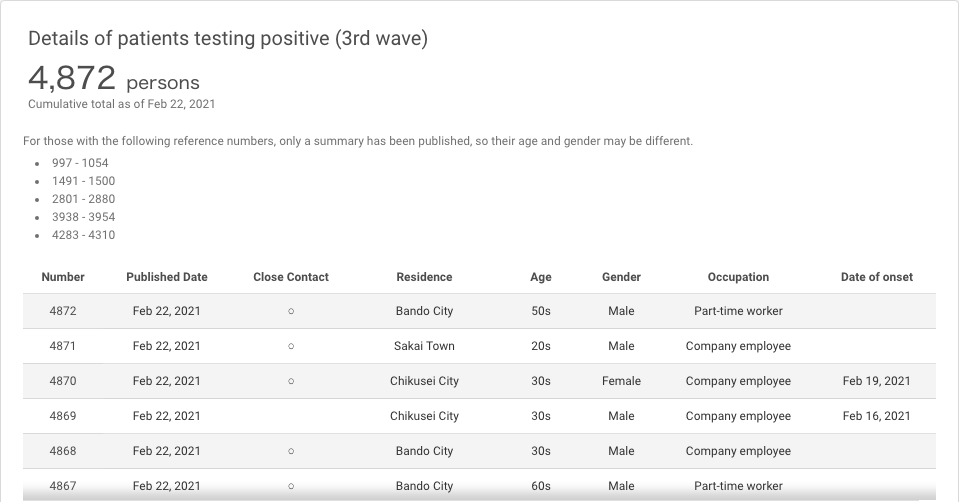 Details of patients testing positive (3rd wave)
4,872 persons
Cumulative total as of Feb 22, 2021
For those with the following reference numbers, only a summary has been published, so their age and gender may be different.
• 997 - 1054
• 1491 - 1500
• 2801 - 2880
• 3938 - 3954
• 4283 - 4310
Number Published Date Close Contact Residence Age Gender Occupation Date of onset
4872 Feb 22, 2021 ○ Bando City 50s Male Part-time worker
4871 Feb 22, 2021 ○ Sakai Town 20s Male Company employee
4870 Feb 22, 2021 ○ Chikusei City 30s Female Company employee Feb 19, 2021
4869 Feb 22, 2021 Chikusei City 30s Male Company employee Feb 16, 2021
4868 Feb 22, 2021 ○ Bando City 30s Male Company employee
4867 Feb 22, 2021 ○ Bando City 60s Male Part-time worker